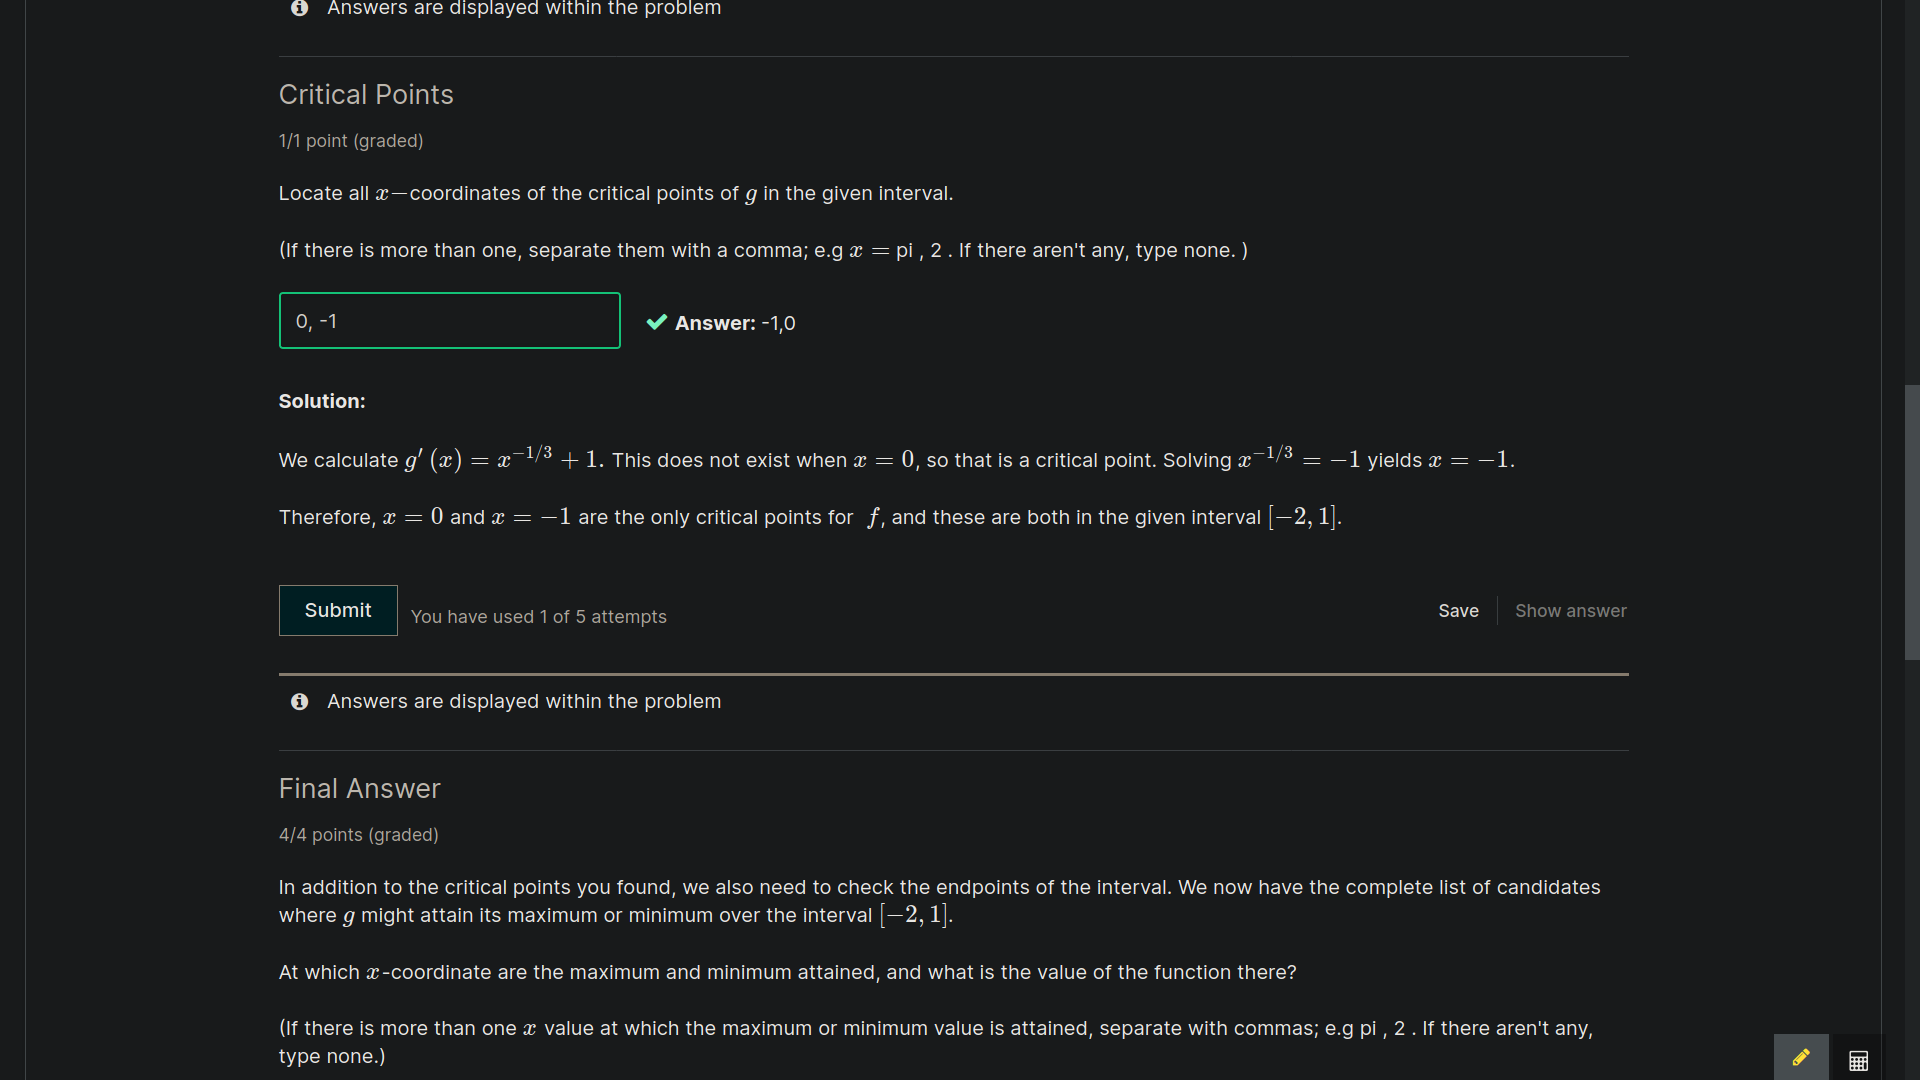 Answers are displayed within the problem
Critical Points
1/1 point (graded)
Locate all x−coordinates of the critical points of g in the given interval.
(If there is more than one, separate them with a comma; e.g x = pi , 2 . If there aren't any, type none. )
0, -1
Answer: -1,0
Solution:
We calculate g′ (x) = x^{−1/3} + 1. This does not exist when x = 0, so that is a critical point. Solving x^{−1/3} = −1 yields x = −1.
Therefore, x = 0 and x = −1 are the only critical points for f, and these are both in the given interval [−2, 1].
Submit
You have used 1 of 5 attempts
Save
Show answer
Answers are displayed within the problem
Final Answer
4/4 points (graded)
In addition to the critical points you found, we also need to check the endpoints of the interval. We now have the complete list of candidates
where g might attain its maximum or minimum over the interval [−2, 1].
At which x-coordinate are the maximum and minimum attained, and what is the value of the function there?
(If there is more than one x value at which the maximum or minimum value is attained, separate with commas; e.g pi , 2 . If there aren't any,
type none.)